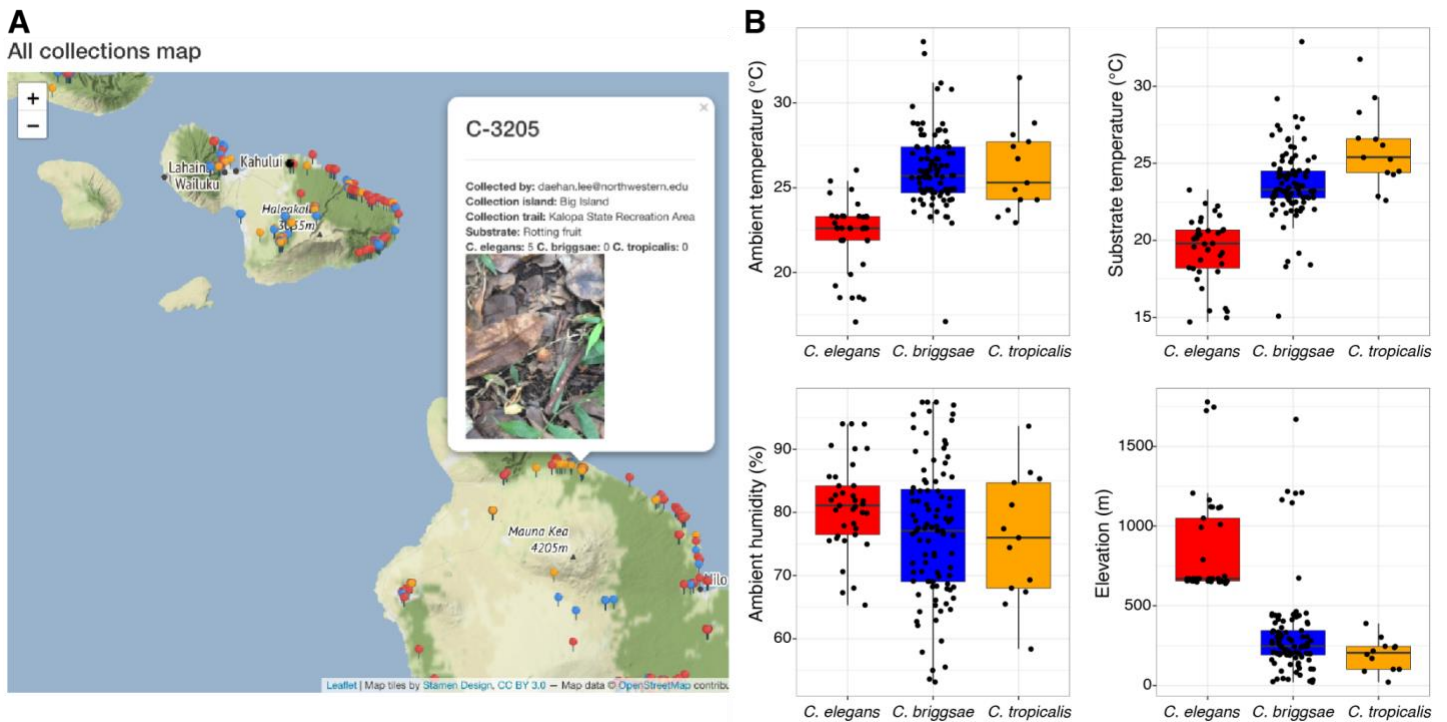 A
All collections map
+
−
Lahain
Wailuku
Kahului
Haleakal
3055m
C-3205
×
Collected by: daehan.lee@northwestern.edu
Collection island: Big Island
Collection trail: Kalopa State Recreation Area
Substrate: Rotting fruit
C. elegans: 5 C. briggsae: 0 C. tropicalis: 0
Mauna Kea
4205m
Hilo
Leaflet | Map tiles by Stamen Design, CC BY 3.0 — Map data © OpenStreetMap contribu
B
Ambient temperature (°C)
30
25
20
C. elegans C. briggsae C. tropicalis
Substrate temperature (°C)
30
25
20
15
C. elegans C. briggsae C. tropicalis
Ambient humidity (%)
90
80
70
60
C. elegans C. briggsae C. tropicalis
Elevation (m)
1500
1000
500
0
C. elegans C. briggsae C. tropicalis